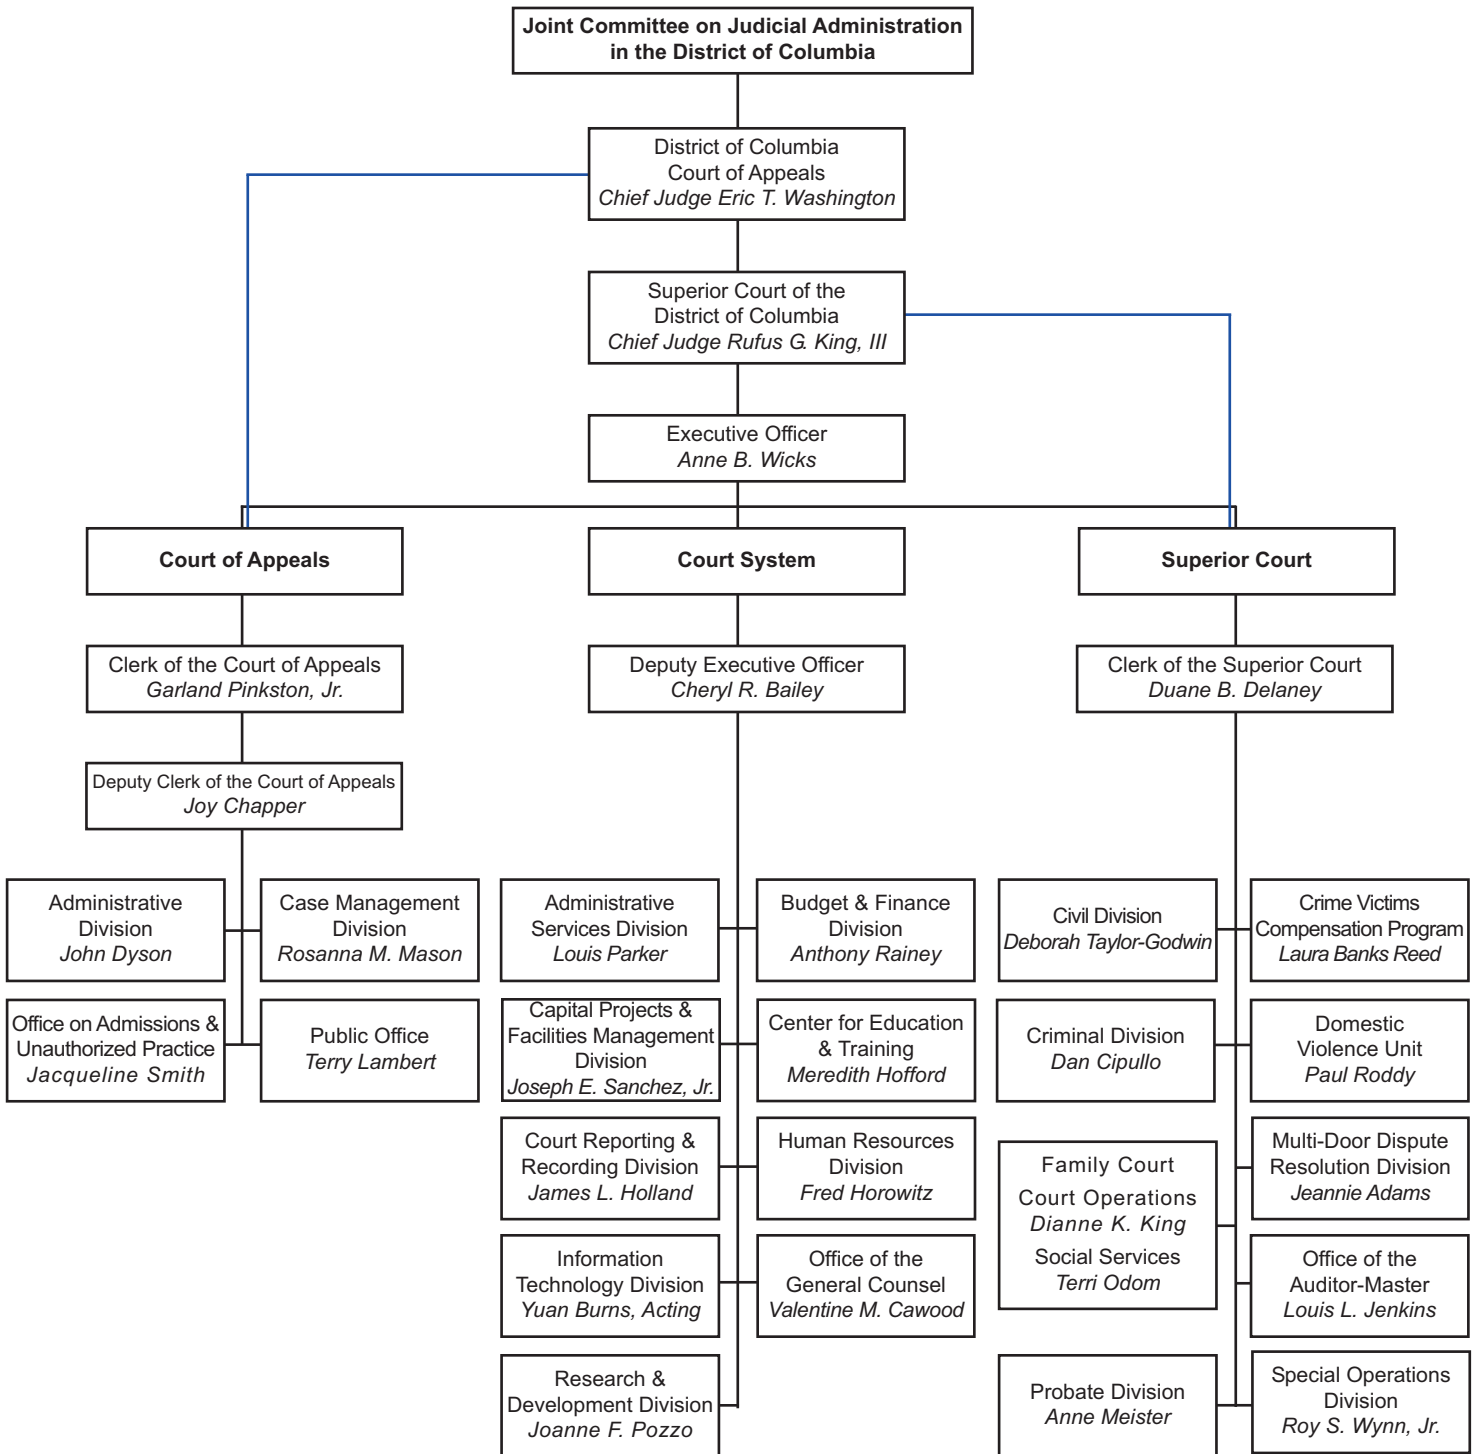 Joint Committee on Judicial Administration
in the District of Columbia
District of Columbia
Court of Appeals
Chief Judge Eric T. Washington
Superior Court of the
District of Columbia
Chief Judge Rufus G. King, III
Executive Officer
Anne B. Wicks
Court of Appeals
Court System
Superior Court
Clerk of the Court of Appeals
Garland Pinkston, Jr.
Deputy Executive Officer
Cheryl R. Bailey
Clerk of the Superior Court
Duane B. Delaney
Deputy Clerk of the Court of Appeals
Joy Chapper
Administrative
Division
John Dyson
Case Management
Division
Rosanna M. Mason
Administrative
Services Division
Louis Parker
Budget & Finance
Division
Anthony Rainey
Civil Division
Deborah Taylor-Godwin
Crime Victims
Compensation Program
Laura Banks Reed
Office on Admissions &
Unauthorized Practice
Jacqueline Smith
Public Office
Terry Lambert
Capital Projects &
Facilities Management
Division
Joseph E. Sanchez, Jr.
Center for Education
& Training
Meredith Hofford
Criminal Division
Dan Cipullo
Domestic
Violence Unit
Paul Roddy
Court Reporting &
Recording Division
James L. Holland
Human Resources
Division
Fred Horowitz
Family Court
Court Operations
Dianne K. King
Social Services
Terri Odom
Multi-Door Dispute
Resolution Division
Jeannie Adams
Information
Technology Division
Yuan Burns, Acting
Office of the
General Counsel
Valentine M. Cawood
Office of the
Auditor-Master
Louis L. Jenkins
Research &
Development Division
Joanne F. Pozzo
Probate Division
Anne Meister
Special Operations
Division
Roy S. Wynn, Jr.